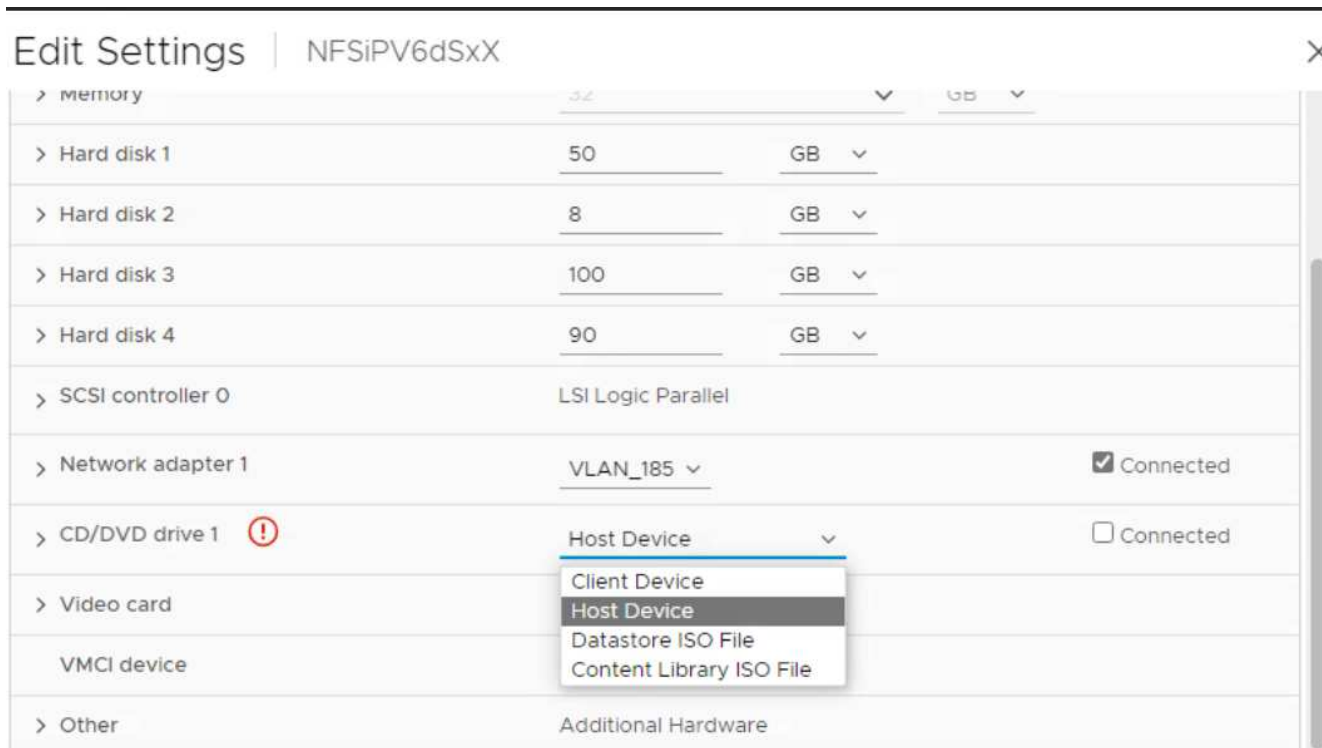 Edit Settings | NFSiPV6dSxX
Memory 32 GB
Hard disk 1 50 GB
Hard disk 2 8 GB
Hard disk 3 100 GB
Hard disk 4 90 GB
SCSI controller 0 LSI Logic Parallel
Network adapter 1 VLAN_185 Connected
CD/DVD drive 1 Host Device Connected
Client Device
Video card Host Device
Datastore ISO File
VMCI device
Content Library ISO File
Other Additional Hardware